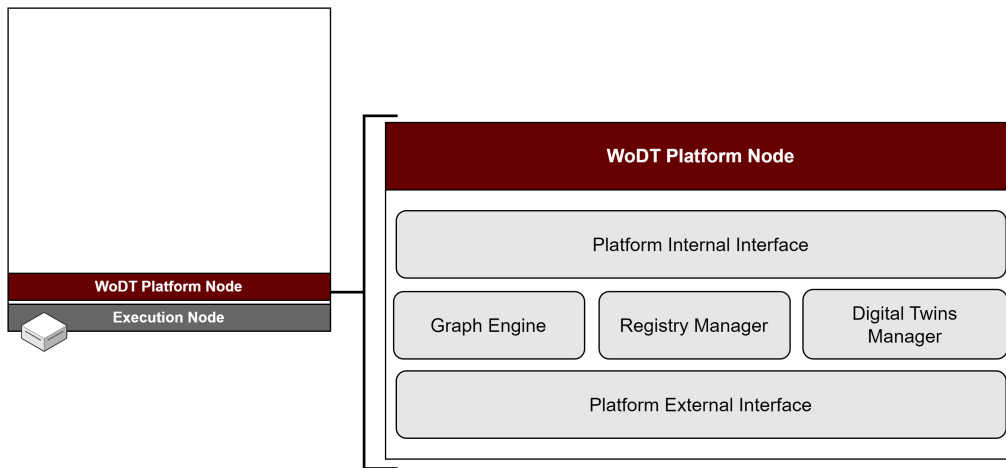 WoDT Platform Node
Execution Node
WoDT Platform Node
Platform Internal Interface
Graph Engine
Registry Manager
Digital Twins
Manager
Platform External Interface